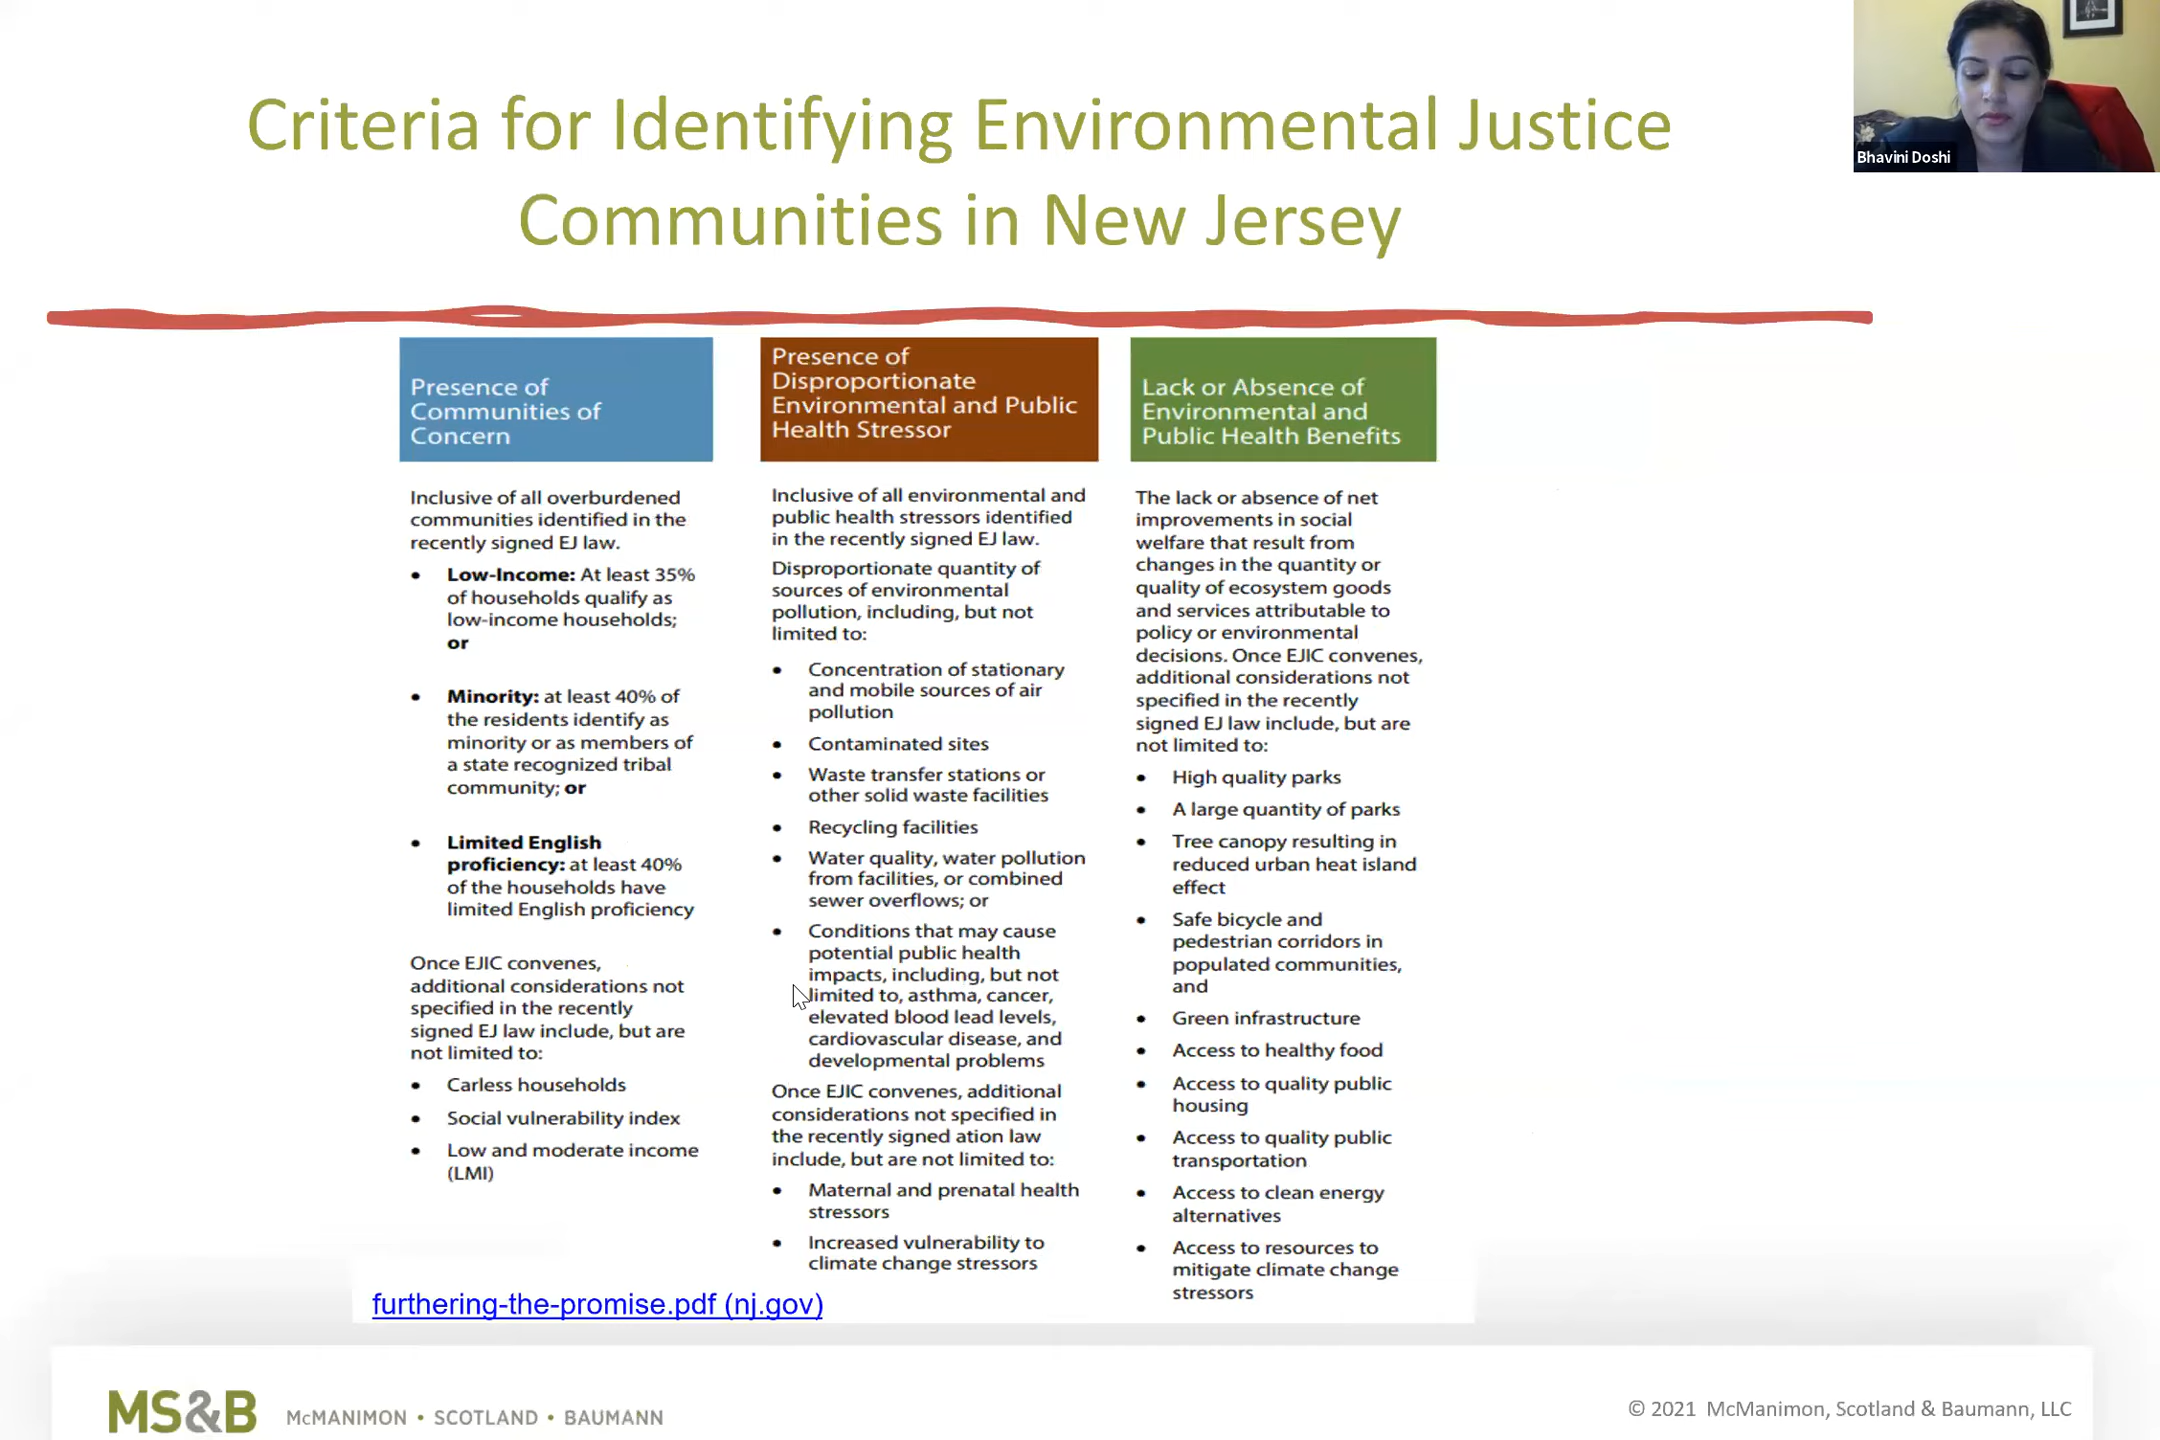 Criteria for Identifying Environmental Justice
Communities in New Jersey
Bhavini Doshi
Presence of
Communities of
Concern
Inclusive of all overburdened
communities identified in the
recently signed EJ law.
• Low-Income: At least 35%
of households qualify as
low-income households;
or
• Minority: at least 40% of
the residents identify as
minority or as members of
a state recognized tribal
community; or
• Limited English
proficiency: at least 40%
of the households have
limited English proficiency
Once EJIC convenes,
additional considerations not
specified in the recently
signed EJ law include, but are
not limited to:
• Carless households
• Social vulnerability index
• Low and moderate income
(LMI)
Presence of
Disproportionate
Environmental and Public
Health Stressor
Inclusive of all environmental and
public health stressors identified
in the recently signed EJ law.
Disproportionate quantity of
sources of environmental
pollution, including, but not
limited to:
• Concentration of stationary
and mobile sources of air
pollution
• Contaminated sites
• Waste transfer stations or
other solid waste facilities
• Recycling facilities
• Water quality, water pollution
from facilities, or combined
sewer overflows; or
• Conditions that may cause
potential public health
impacts, including, but not
limited to, asthma, cancer,
elevated blood lead levels,
cardiovascular disease, and
developmental problems
Once EJIC convenes, additional
considerations not specified in
the recently signed ation law
include, but are not limited to:
• Maternal and prenatal health
stressors
• Increased vulnerability to
climate change stressors
Lack or Absence of
Environmental and
Public Health Benefits
The lack or absence of net
improvements in social
welfare that result from
changes in the quantity or
quality of ecosystem goods
and services attributable to
policy or environmental
decisions. Once EJIC convenes,
additional considerations not
specified in the recently
signed EJ law include, but are
not limited to:
• High quality parks
• A large quantity of parks
• Tree canopy resulting in
reduced urban heat island
effect
• Safe bicycle and
pedestrian corridors in
populated communities,
and
• Green infrastructure
• Access to healthy food
• Access to quality public
housing
• Access to quality public
transportation
• Access to clean energy
alternatives
• Access to resources to
mitigate climate change
stressors
furthering-the-promise.pdf (nj.gov)
MS&B McMANIMON • SCOTLAND • BAUMANN
© 2021 McManimon, Scotland & Baumann, LLC